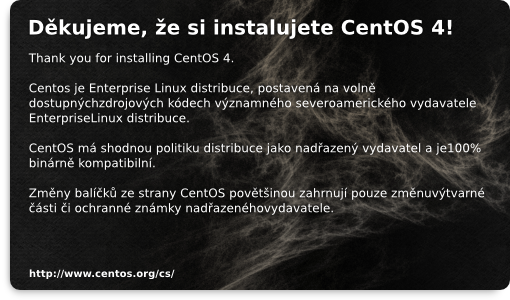 Děkujeme, že si instalujete CentOS 4!
Thank you for installing CentOS 4.
Centos je Enterprise Linux distribuce, postavená na volně
dostupnýchzdrojových kódech významného severoamerického vydavatele
EnterpriseLinux distribuce.
CentOS má shodnou politiku distribuce jako nadřazený vydavatel a je100%
binárně kompatibilní.
Změny balíčků ze strany CentOS povětšinou zahrnují pouze změnuvýtvarné
části či ochranné známky nadřazenéhovydavatele.
http://www.centos.org/cs/